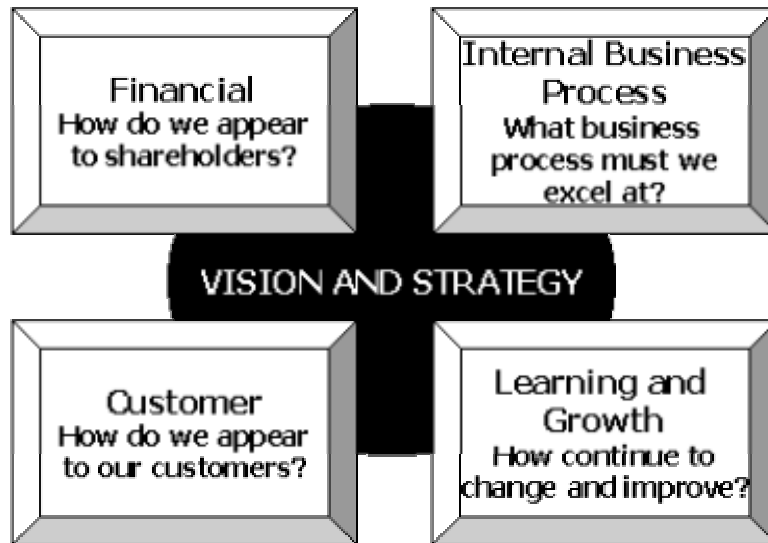 Financial
How do we appear
to shareholders?
Internal Business
Process
What business
process must we
excel at?
VISION AND STRATEGY
Customer
How do we appear
to our customers?
Learning and
Growth
How continue to
change and improve?